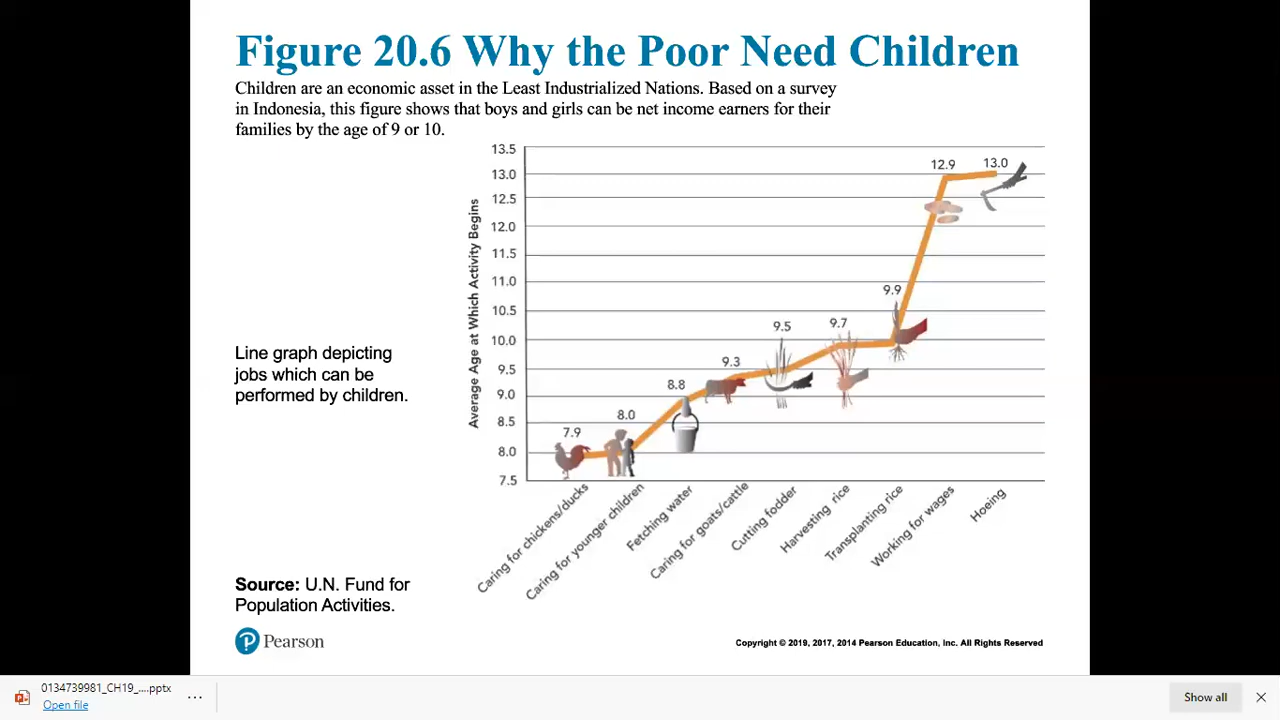 Figure 20.6 Why the Poor Need Children
Children are an economic asset in the Least Industrialized Nations. Based on a survey
in Indonesia, this figure shows that boys and girls can be net income earners for their
families by the age of 9 or 10.
Average Age at Which Activity Begins
13.5
13.0
12.5
12.0
11.5
11.0
10.5
10.0
9.5
9.0
8.5
8.0
7.5
7.9
8.0
8.8
9.3
9.5
9.7
9.9
12.9
13.0
Caring for chickens/ducks
Caring for younger children
Fetching water
Caring for goats/cattle
Cutting fodder
Harvesting rice
Transplanting rice
Working for wages
Hoeing
Line graph depicting
jobs which can be
performed by children.
Source: U.N. Fund for
Population Activities.
Pearson
Copyright © 2019, 2017, 2014 Pearson Education, Inc. All Rights Reserved
0134739981_CH19_....pptx
Open file
Show all